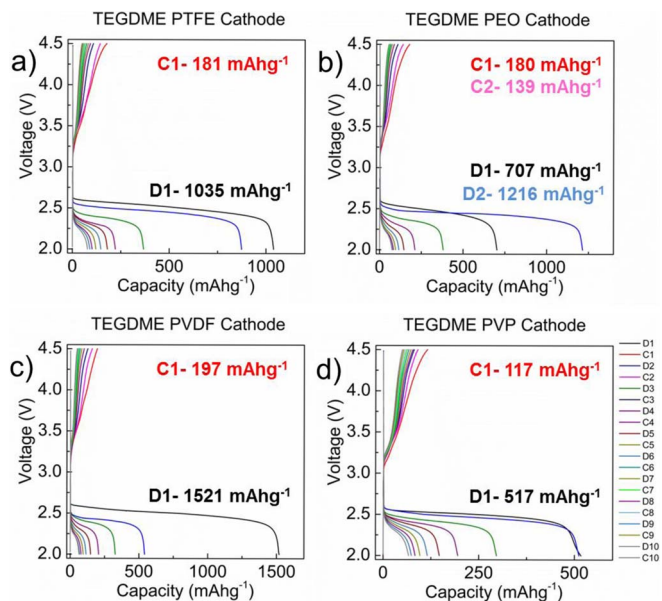 TEGDME PTFE Cathode
a)
C1- 181 mAhg⁻¹
D1- 1035 mAhg⁻¹
Voltage (V)
4.5
4.0
3.5
3.0
2.5
2.0
0
500
1000
Capacity (mAhg⁻¹)
TEGDME PEO Cathode
b)
C1- 180 mAhg⁻¹
C2- 139 mAhg⁻¹
D1- 707 mAhg⁻¹
D2- 1216 mAhg⁻¹
Voltage (V)
4.5
4.0
3.5
3.0
2.5
2.0
0
500
1000
Capacity (mAhg⁻¹)
TEGDME PVDF Cathode
c)
C1- 197 mAhg⁻¹
D1- 1521 mAhg⁻¹
Voltage (V)
4.5
4.0
3.5
3.0
2.5
2.0
0
500
1000
1500
Capacity (mAhg⁻¹)
TEGDME PVP Cathode
d)
C1- 117 mAhg⁻¹
D1- 517 mAhg⁻¹
Voltage (V)
4.5
4.0
3.5
3.0
2.5
2.0
0
500
Capacity (mAhg⁻¹)
D1
C1
D2
C2
D3
C3
D4
C4
D5
C5
D6
C6
D7
C7
D8
C8
D9
C9
D10
C10